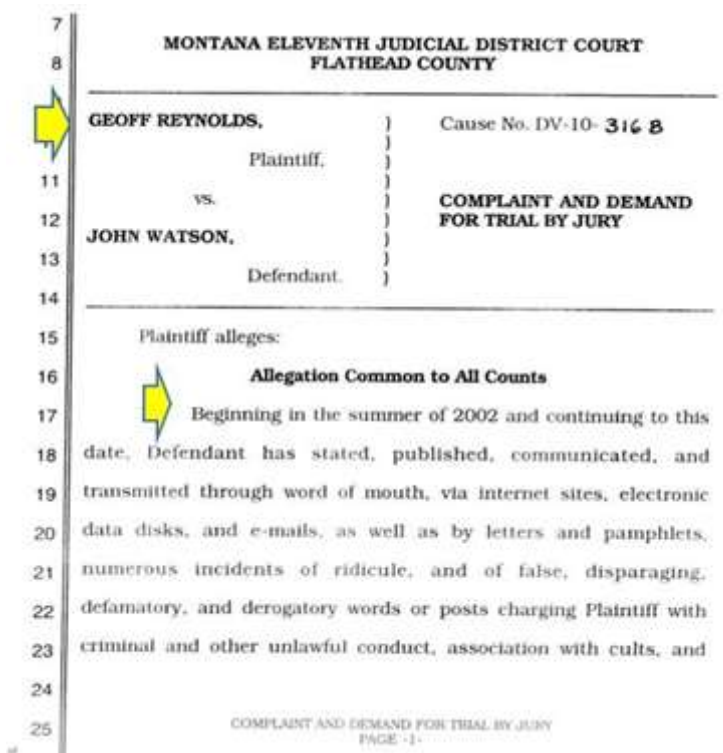 7
MONTANA ELEVENTH JUDICIAL DISTRICT COURT
8 FLATHEAD COUNTY
GEOFF REYNOLDS, ) Cause No. DV-10- 316 B
)
Plaintiff, )
11 )
vs. ) COMPLAINT AND DEMAND
12 ) FOR TRIAL BY JURY
JOHN WATSON, )
13 )
Defendant. )
14
15 Plaintiff alleges:
16 Allegation Common to All Counts
17 Beginning in the summer of 2002 and continuing to this
18 date, Defendant has stated, published, communicated, and
19 transmitted through word of mouth, via internet sites, electronic
20 data disks, and e-mails, as well as by letters and pamphlets,
21 numerous incidents of ridicule, and of false, disparaging,
22 defamatory, and derogatory words or posts charging Plaintiff with
23 criminal and other unlawful conduct, association with cults, and
24
25 COMPLAINT AND DEMAND FOR TRIAL BY JURY
PAGE -1-